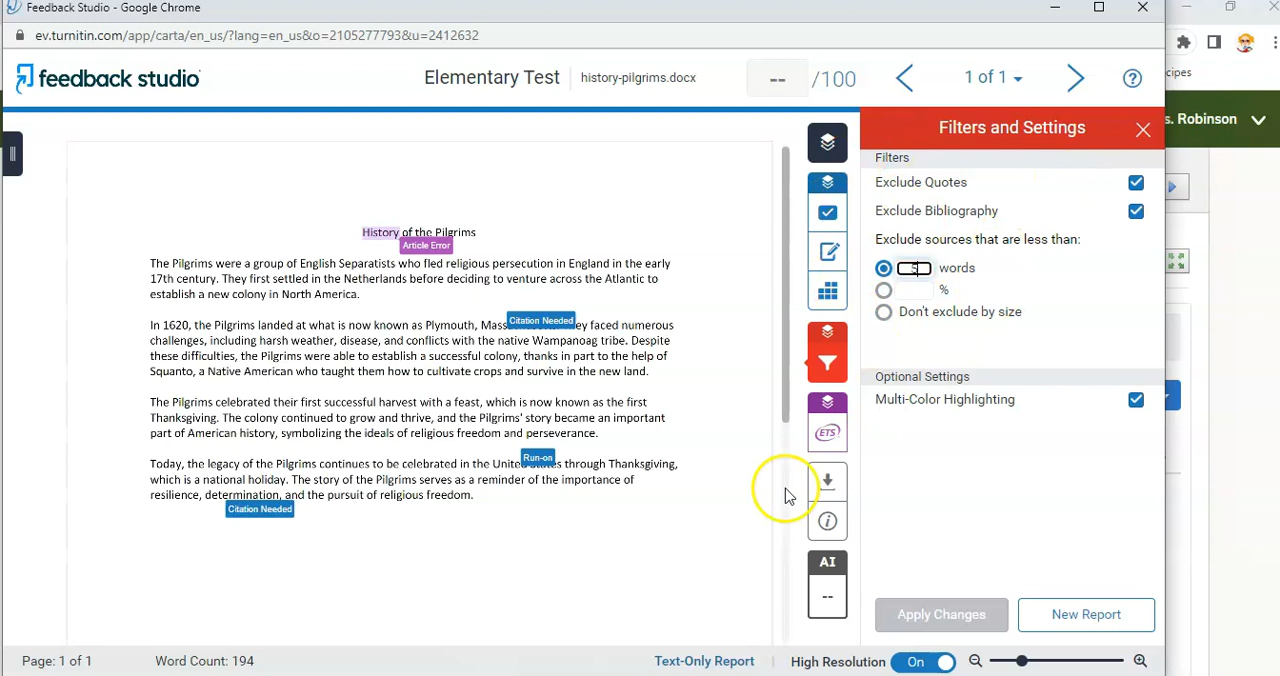 Feedback Studio - Google Chrome
ev.turnitin.com/app/carta/en_us/?lang=en_us&o=2105277793&u=2412632
feedback studio
Elementary Test
history-pilgrims.docx
-- /100
1 of 1
cipes
s. Robinson
History of the Pilgrims
Article Error
The Pilgrims were a group of English Separatists who fled religious persecution in England in the early
17th century. They first settled in the Netherlands before deciding to venture across the Atlantic to
establish a new colony in North America.
Citation Needed
In 1620, the Pilgrims landed at what is now known as Plymouth, Mass ey faced numerous
challenges, including harsh weather, disease, and conflicts with the native Wampanoag tribe. Despite
these difficulties, the Pilgrims were able to establish a successful colony, thanks in part to the help of
Squanto, a Native American who taught them how to cultivate crops and survive in the new land.
The Pilgrims celebrated their first successful harvest with a feast, which is now known as the first
Thanksgiving. The colony continued to grow and thrive, and the Pilgrims' story became an important
part of American history, symbolizing the ideals of religious freedom and perseverance.
Run-on
Today, the legacy of the Pilgrims continues to be celebrated in the United States through Thanksgiving,
which is a national holiday. The story of the Pilgrims serves as a reminder of the importance of
resilience, determination, and the pursuit of religious freedom.
Citation Needed
ETS
AI
--
Filters and Settings
Filters
Exclude Quotes
Exclude Bibliography
Exclude sources that are less than:
5 words
%
Don't exclude by size
Optional Settings
Multi-Color Highlighting
Apply Changes
New Report
Page: 1 of 1
Word Count: 194
Text-Only Report
High Resolution
On